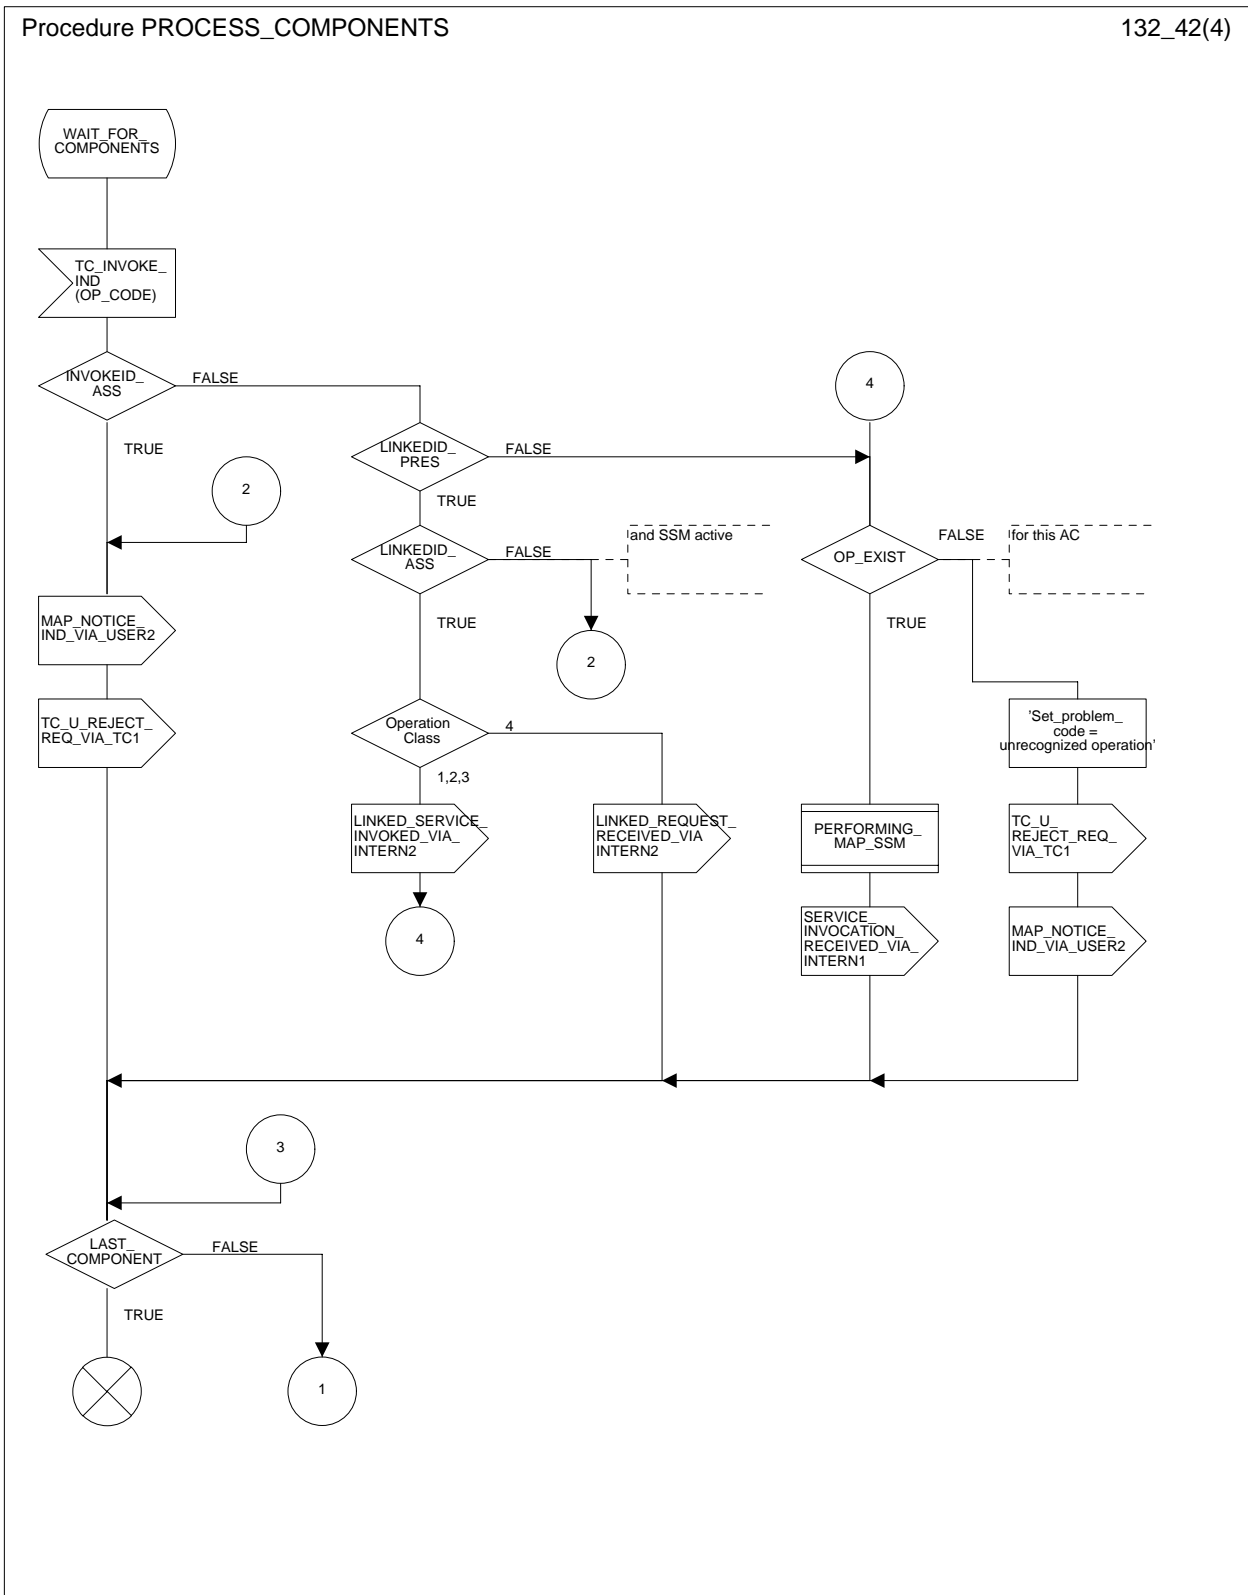 Procedure PROCESS_COMPONENTS
132_42(4)
WAIT_FOR_
COMPONENTS
TC_INVOKE_
IND
(OP_CODE)
INVOKEID_
ASS
FALSE
4
TRUE
LINKEDID_
PRES
FALSE
2
TRUE
LINKEDID_
ASS
FALSE
and SSM active
OP_EXIST
FALSE
for this AC
MAP_NOTICE_
IND_VIA_USER2
TRUE
2
TRUE
TC_U_REJECT_
REQ_VIA_TC1
Operation
Class
4
1,2,3
'Set_problem_
code =
unrecognized operation'
LINKED_SERVICE_
INVOKED_VIA_
INTERN2
LINKED_REQUEST_
RECEIVED_VIA
INTERN2
PERFORMING_
MAP_SSM
TC_U_
REJECT_REQ_
VIA_TC1
4
SERVICE_
INVOCATION_
RECEIVED_VIA_
INTERN1
MAP_NOTICE_
IND_VIA_USER2
3
LAST_
COMPONENT
FALSE
TRUE
1